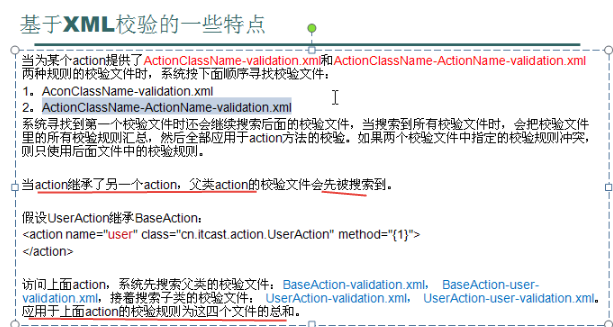 基于XML校验的一些特点
当为某个action提供了ActionClassName-validation.xml和ActionClassName-ActionName-validation.xml
两种规则的校验文件时，系统按下面顺序寻找校验文件：
1。AconClassName-validation.xml
2。ActionClassName-ActionName-validation.xml
系统寻找到第一个校验文件时还会继续搜索后面的校验文件，当搜索到所有校验文件时，会把校验文件
里的所有校验规则汇总，然后全部应用于action方法的校验。如果两个校验文件中指定的校验规则冲突，
则只使用后面文件中的校验规则。
当action继承了另一个action，父类action的校验文件会先被搜索到。
假设UserAction继承BaseAction：
<action name="user" class="cn.itcast.action.UserAction" method="{1}">
</action>
访问上面action，系统先搜索父类的校验文件：BaseAction-validation.xml， BaseAction-user-
validation.xml，接着搜索子类的校验文件： UserAction-validation.xml， UserAction-user-validation.xml。
应用于上面action的校验规则为这四个文件的总和。